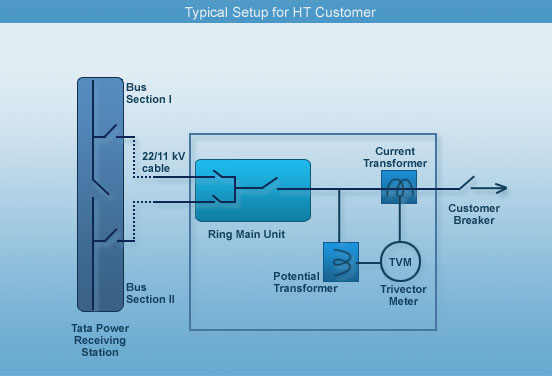 Typical Setup for HT Customer
Bus
Section I
22/11 kV
cable
Current
Transformer
Customer
Breaker
Ring Main Unit
TVM
Potential
Transformer
Trivector
Meter
Bus
Section II
Tata Power
Receiving
Station